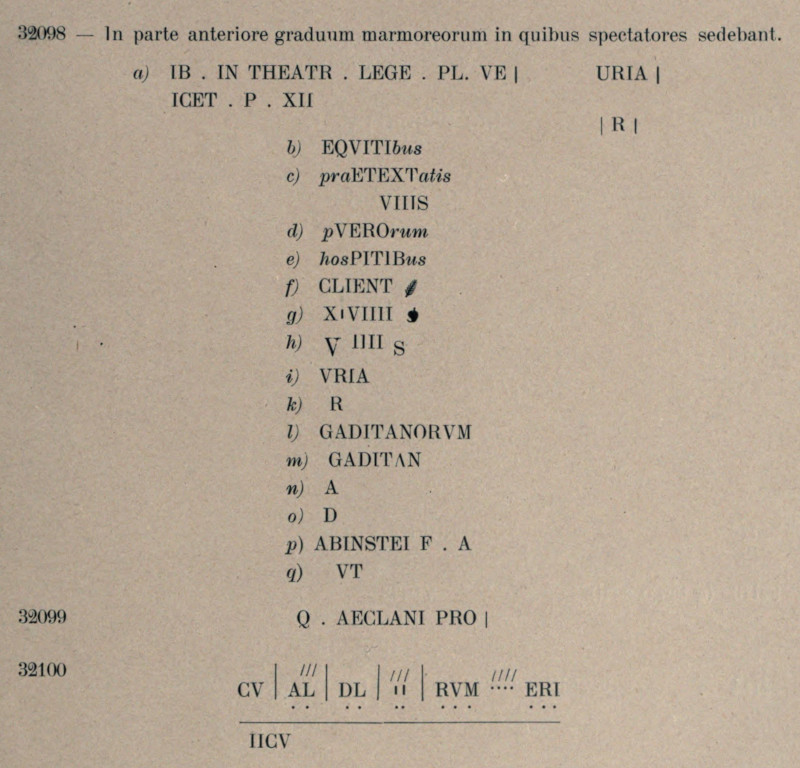 32098 — In parte anteriore graduum marmoreorum in quibus spectatores sedebant.
a) IB . IN THEATR . LEGE . PL. VE | URIA |
ICET . P . XII
| R |
b) EQVITIbus
c) praETEXTatis
VIIIS
d) pVEROrum
e) hosPITIBus
f) CLIENT
g) XIVIIII
h) V IIII S
i) VRIA
k) R
l) GADITANORVM
m) GADITAN
n) A
o) D
p) ABINSTEI F . A
q) VT
32099 Q . AECLANI PRO |
32100 CV | AL | DL | II | RVM ···· ERI
IICV